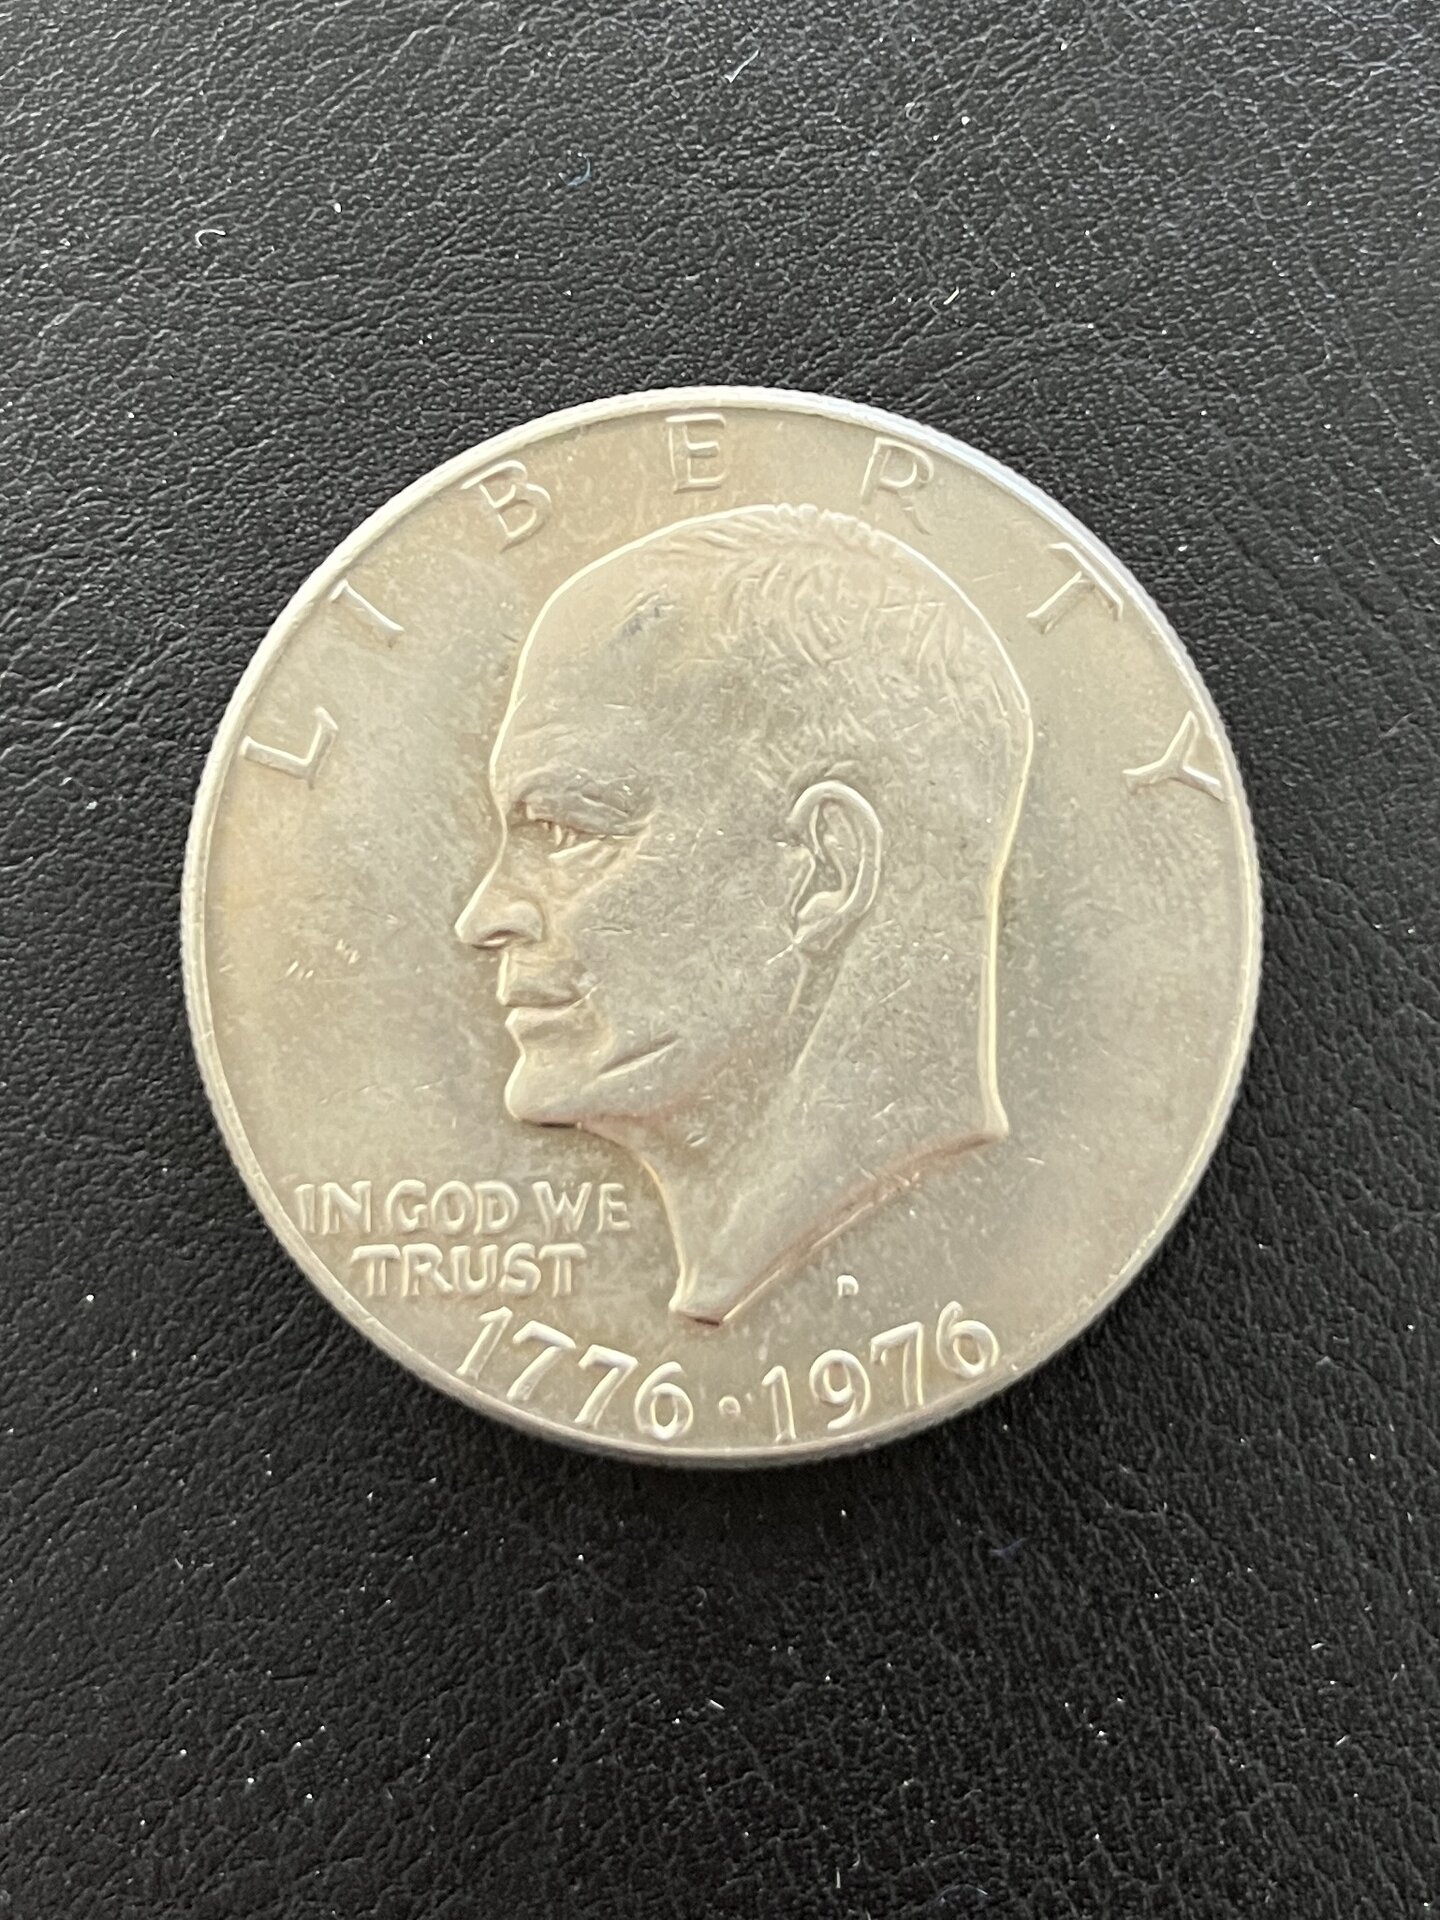 LIBERTY
IN GOD WE
TRUST
D
1776·1976